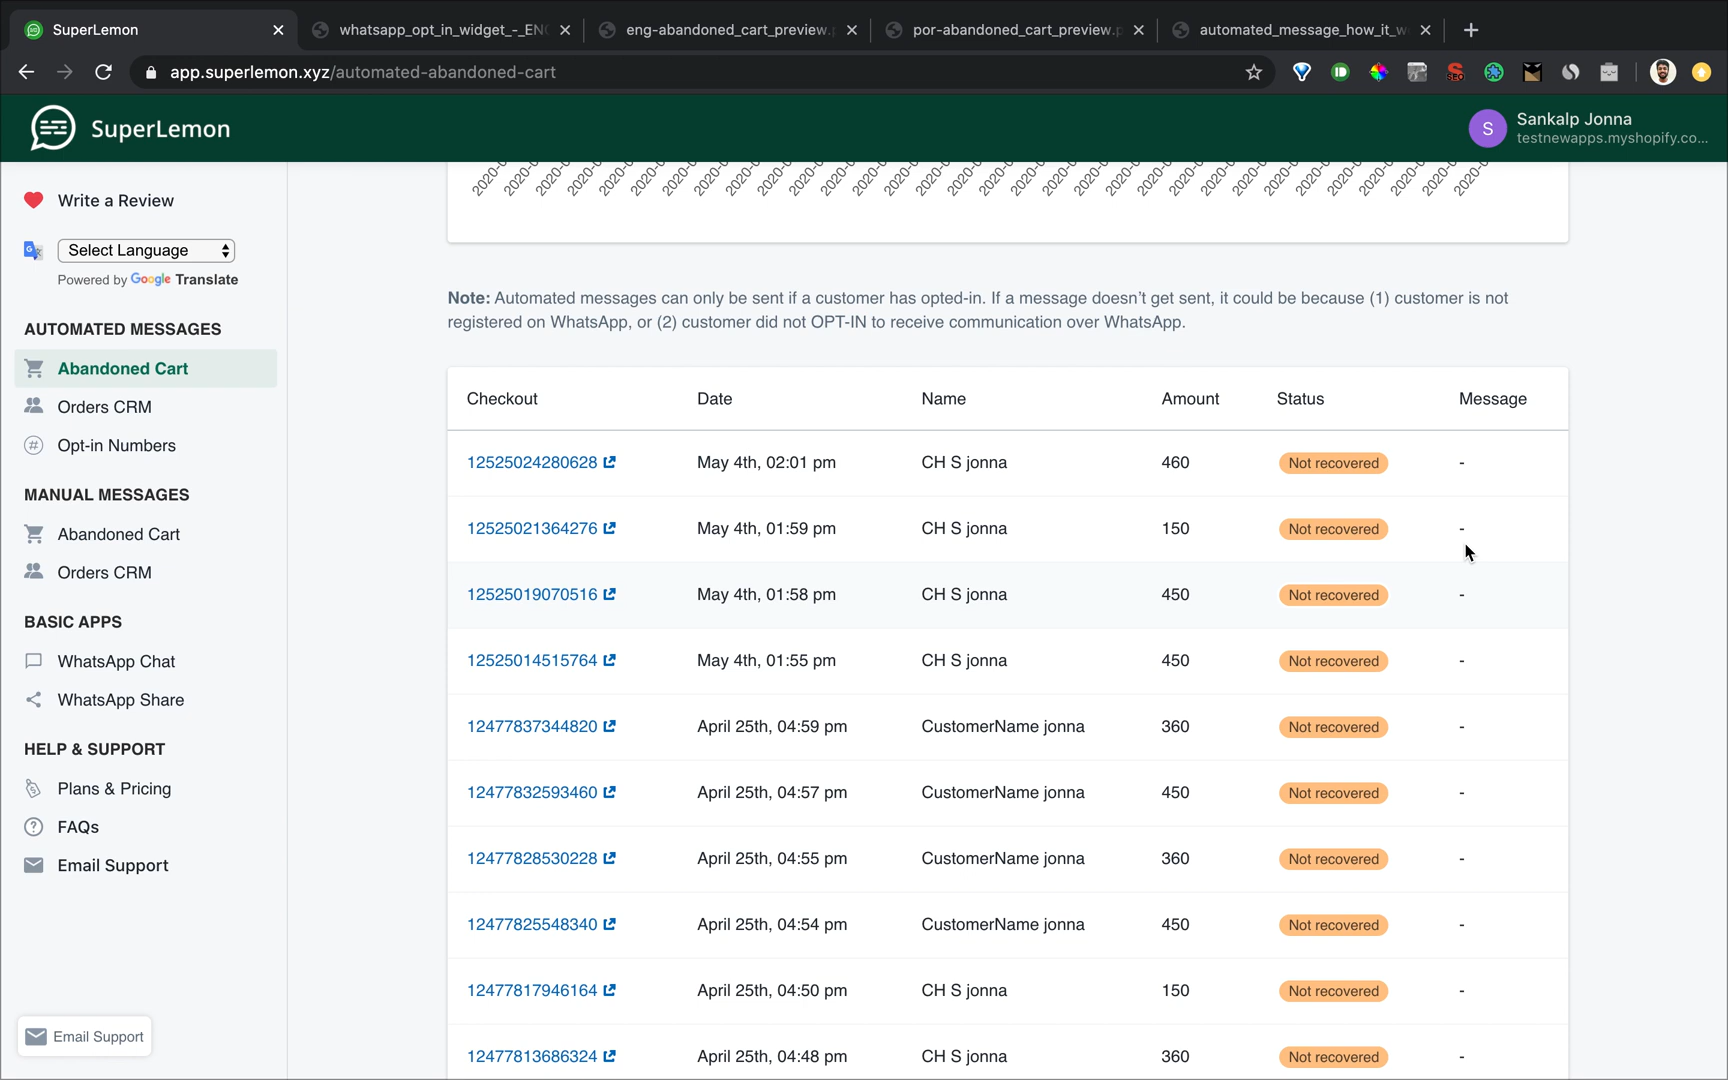 SuperLemon
whatsapp_opt_in_widget_-_EN
eng-abandoned_cart_preview.
por-abandoned_cart_preview.p
automated_message_how_it_w
app.superlemon.xyz/automated-abandoned-cart
SEO
SuperLemon
S
Sankalp Jonna
testnewapps.myshopify.co...
Write a Review
Select Language
Powered by Google Translate
AUTOMATED MESSAGES
Abandoned Cart
Orders CRM
# Opt-in Numbers
MANUAL MESSAGES
Abandoned Cart
Orders CRM
BASIC APPS
WhatsApp Chat
WhatsApp Share
HELP & SUPPORT
Plans & Pricing
? FAQs
Email Support
Email Support
Note: Automated messages can only be sent if a customer has opted-in. If a message doesn't get sent, it could be because (1) customer is not
registered on WhatsApp, or (2) customer did not OPT-IN to receive communication over WhatsApp.
Checkout Date Name Amount Status Message
12525024280628 May 4th, 02:01 pm CH S jonna 460 Not recovered -
12525021364276 May 4th, 01:59 pm CH S jonna 150 Not recovered -
12525019070516 May 4th, 01:58 pm CH S jonna 450 Not recovered -
12525014515764 May 4th, 01:55 pm CH S jonna 450 Not recovered -
12477837344820 April 25th, 04:59 pm CustomerName jonna 360 Not recovered -
12477832593460 April 25th, 04:57 pm CustomerName jonna 450 Not recovered -
12477828530228 April 25th, 04:55 pm CustomerName jonna 360 Not recovered -
12477825548340 April 25th, 04:54 pm CustomerName jonna 450 Not recovered -
12477817946164 April 25th, 04:50 pm CH S jonna 150 Not recovered -
12477813686324 April 25th, 04:48 pm CH S jonna 360 Not recovered -